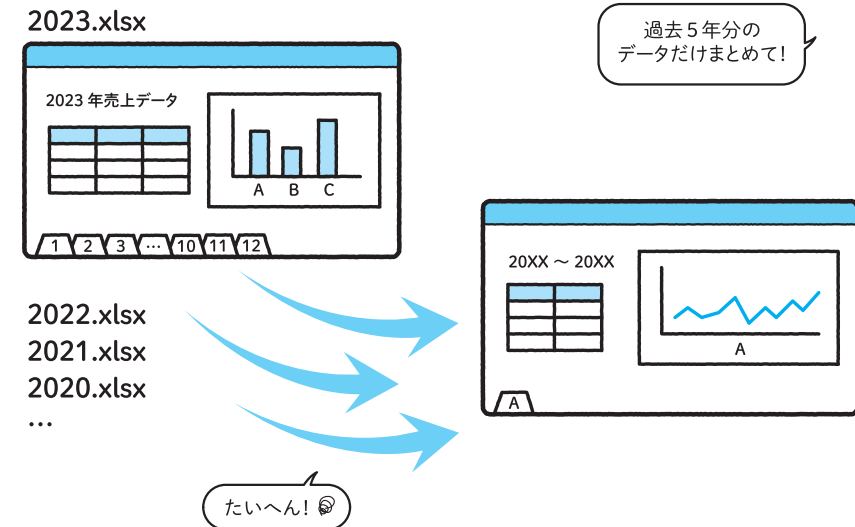 2023.xlsx
過去5年分の
データだけまとめて!
2023 年売上データ
A B C
1 2 3 … 10 11 12
20XX 〜 20XX
A
A
2022.xlsx
2021.xlsx
2020.xlsx
…
たいへん!